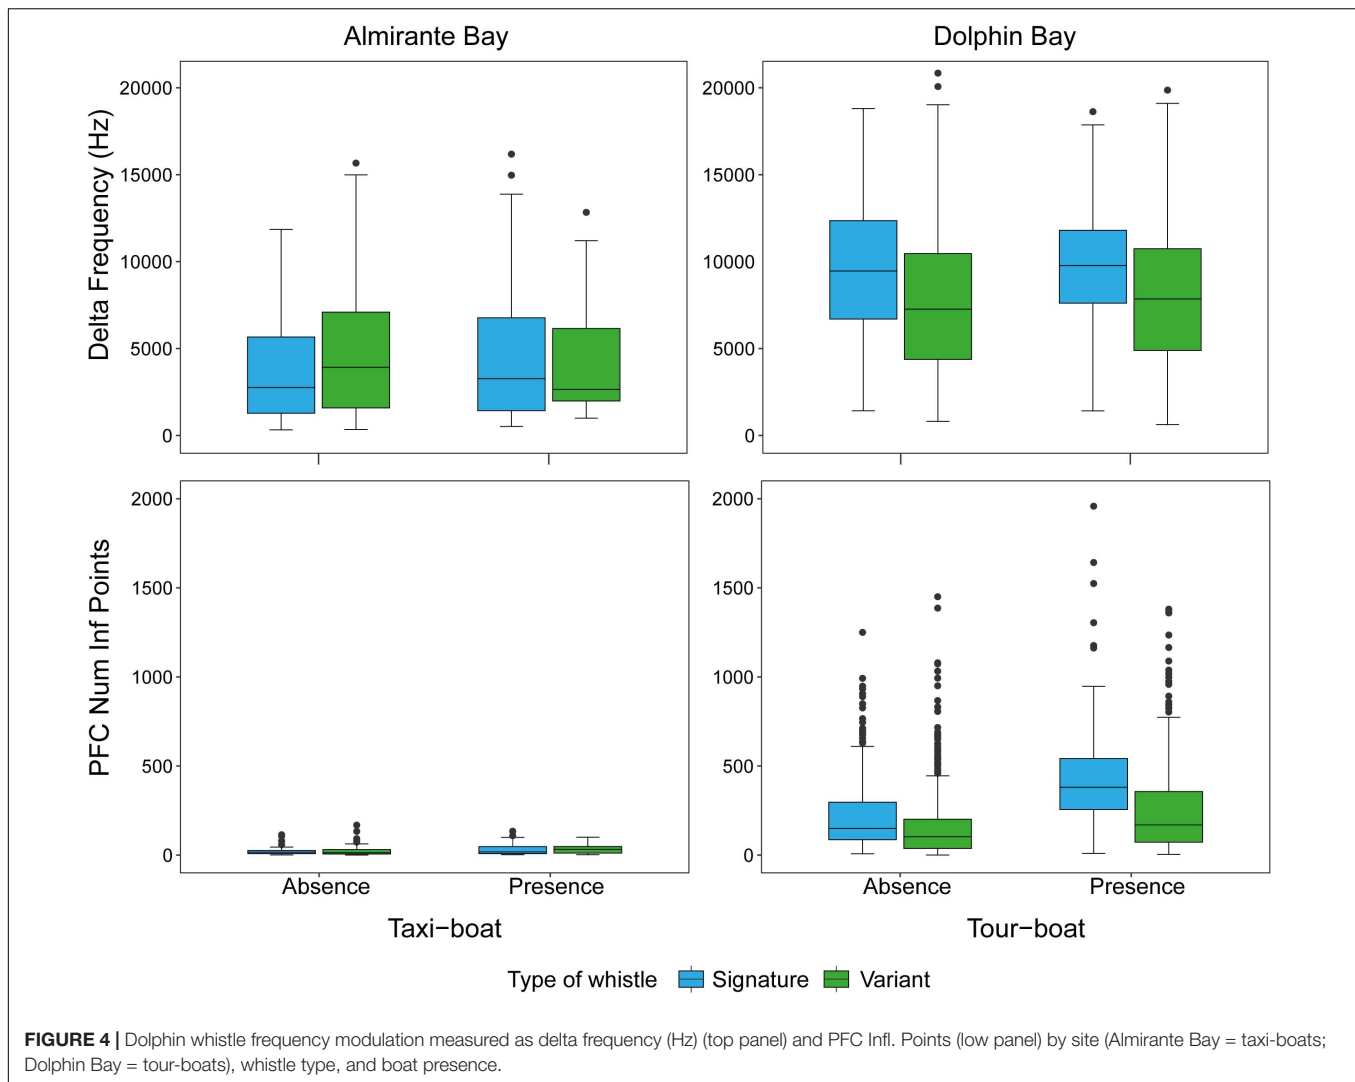 Almirante Bay
Dolphin Bay
Delta Frequency (Hz)
20000
15000
10000
5000
0
20000
15000
10000
5000
0
PFC Num Inf Points
2000
1500
1000
500
0
2000
1500
1000
500
0
Absence
Presence
Absence
Presence
Taxi−boat
Tour−boat
Type of whistle
Signature
Variant
FIGURE 4 | Dolphin whistle frequency modulation measured as delta frequency (Hz) (top panel) and PFC Infl. Points (low panel) by site (Almirante Bay = taxi-boats;
Dolphin Bay = tour-boats), whistle type, and boat presence.